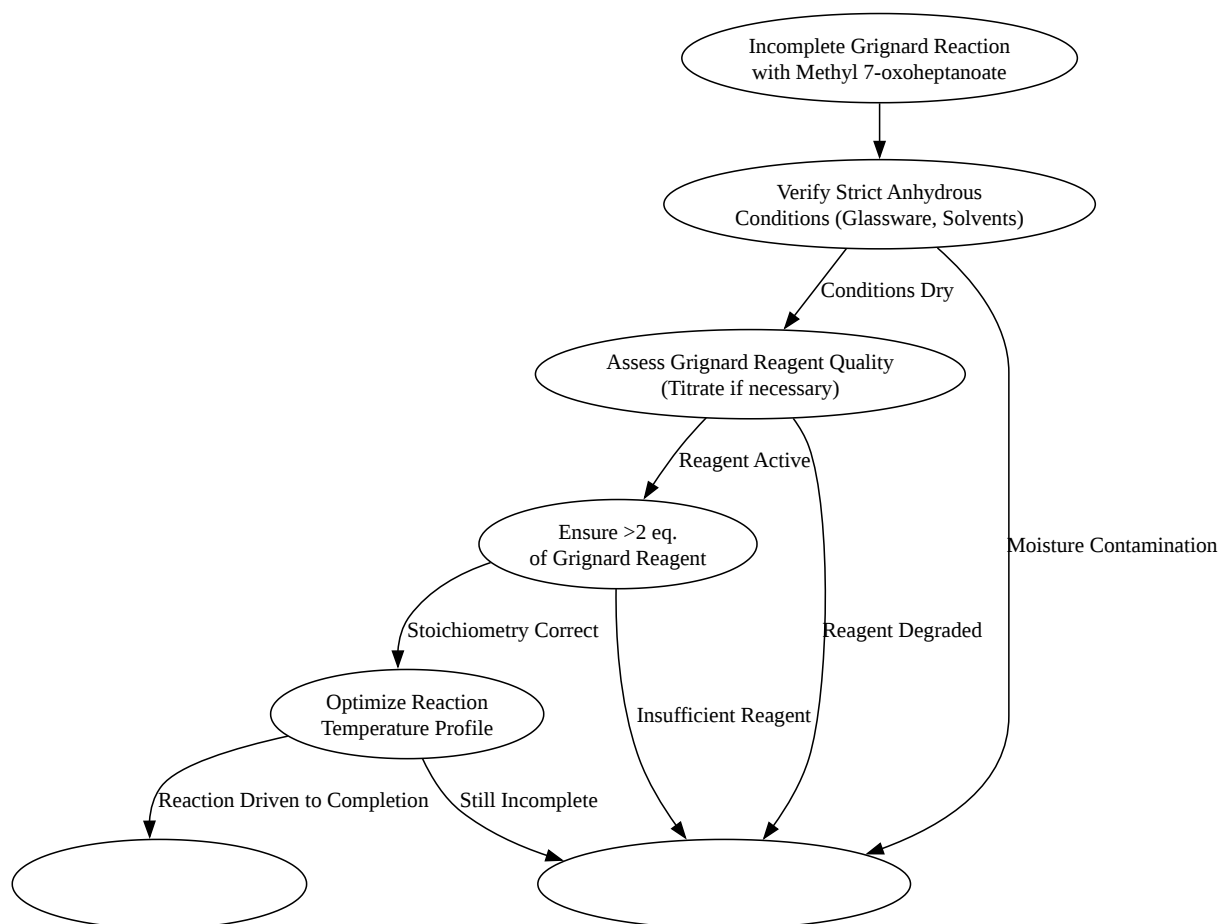 Incomplete Grignard Reaction
with Methyl 7-oxoheptanoate
Verify Strict Anhydrous
Conditions (Glassware, Solvents)
Conditions Dry
Assess Grignard Reagent Quality
(Titrate if necessary)
Reagent Active
Ensure >2 eq.
of Grignard Reagent
Moisture Contamination
Stoichiometry Correct
Reagent Degraded
Optimize Reaction
Temperature Profile
Insufficient Reagent
Reaction Driven to Completion
Still Incomplete